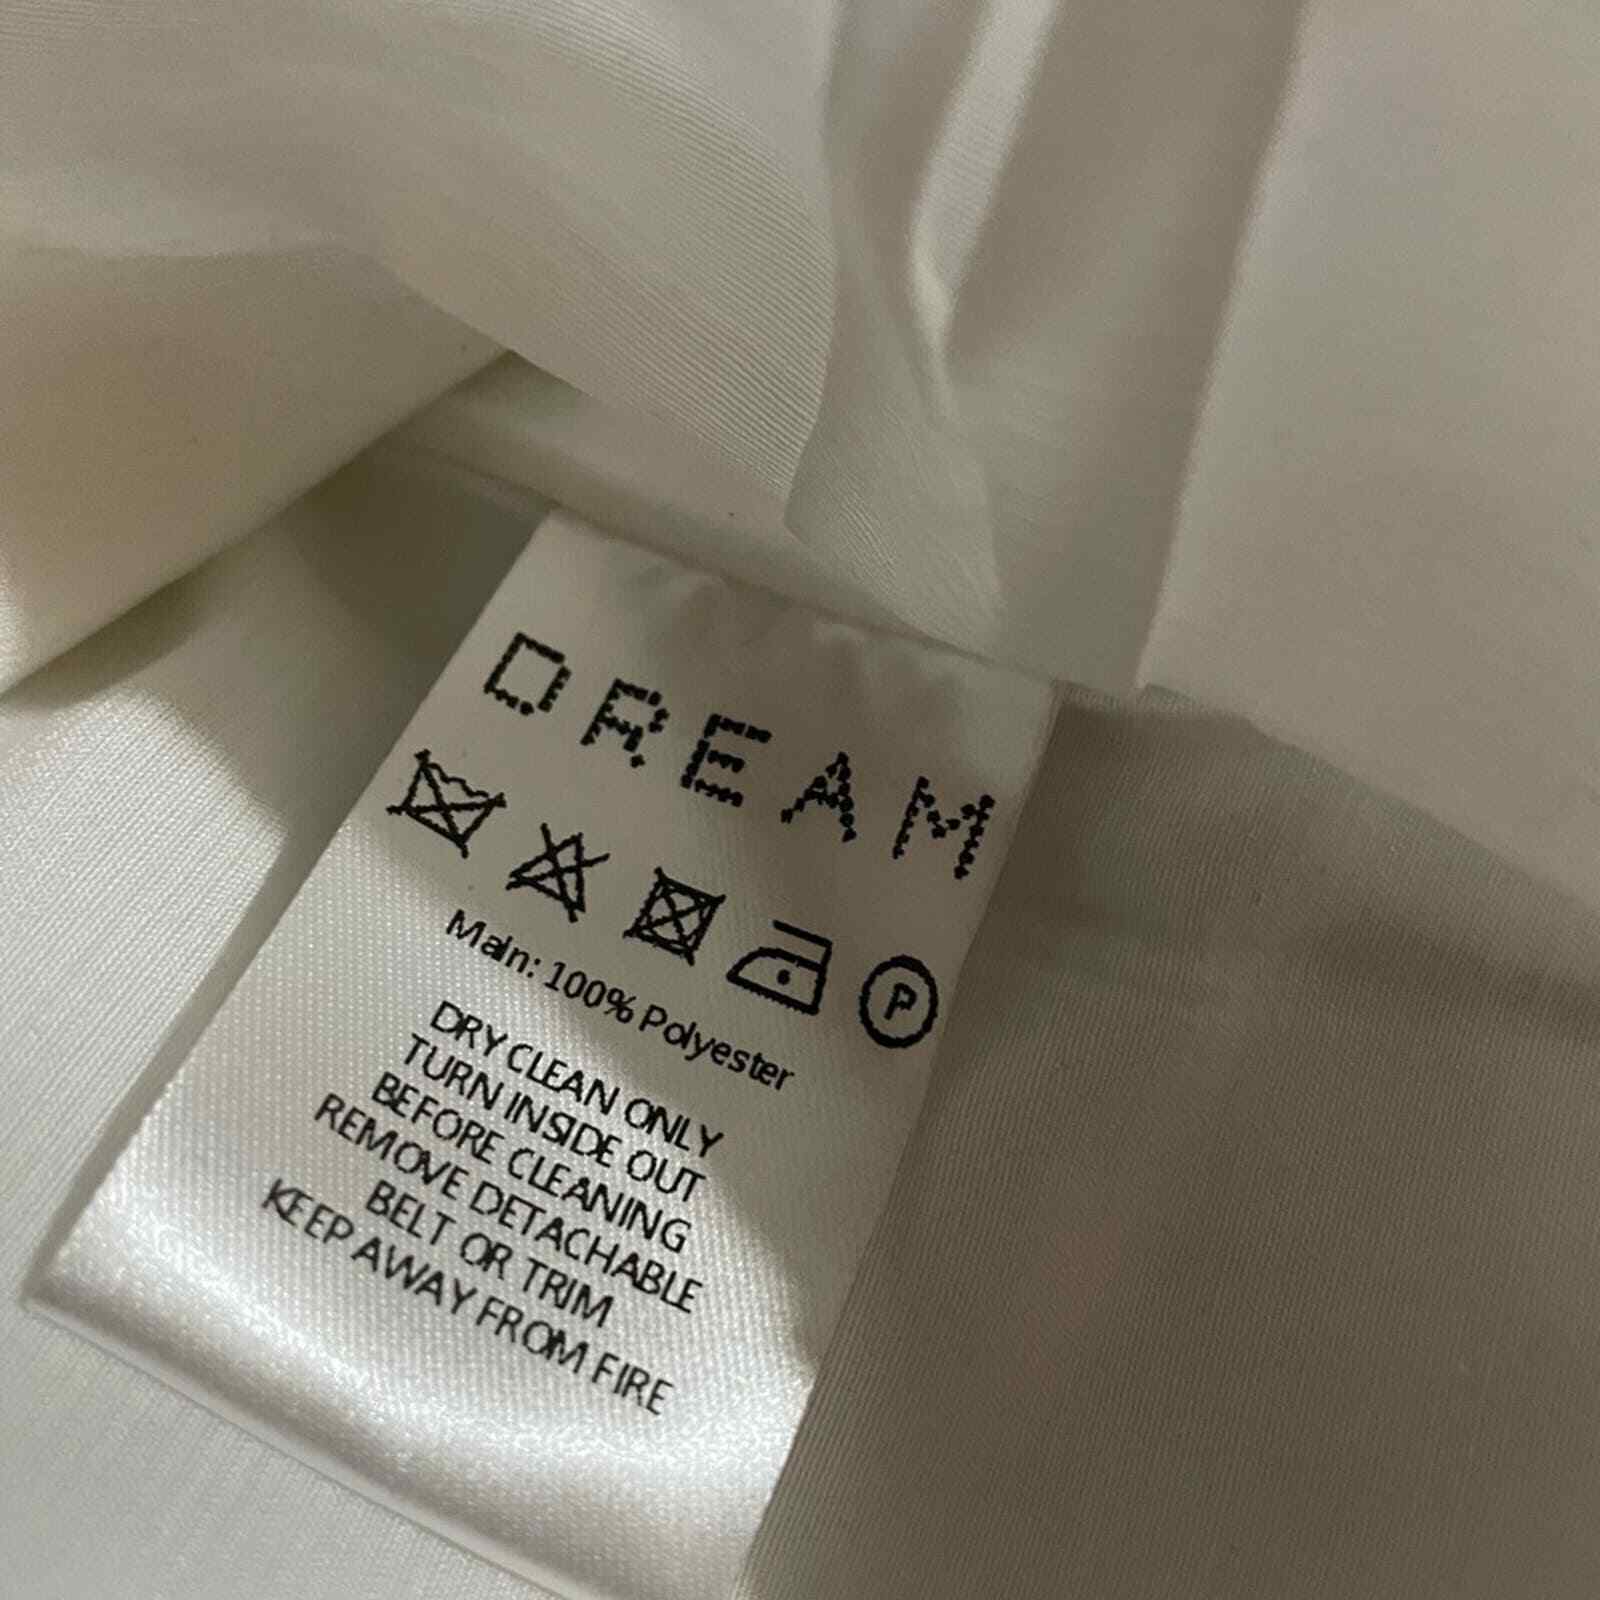 DREAM
P
Main: 100% Polyester
DRY CLEAN ONLY
TURN INSIDE OUT
BEFORE CLEANING
REMOVE DETACHABLE
BELT OR TRIM
KEEP AWAY FROM FIRE